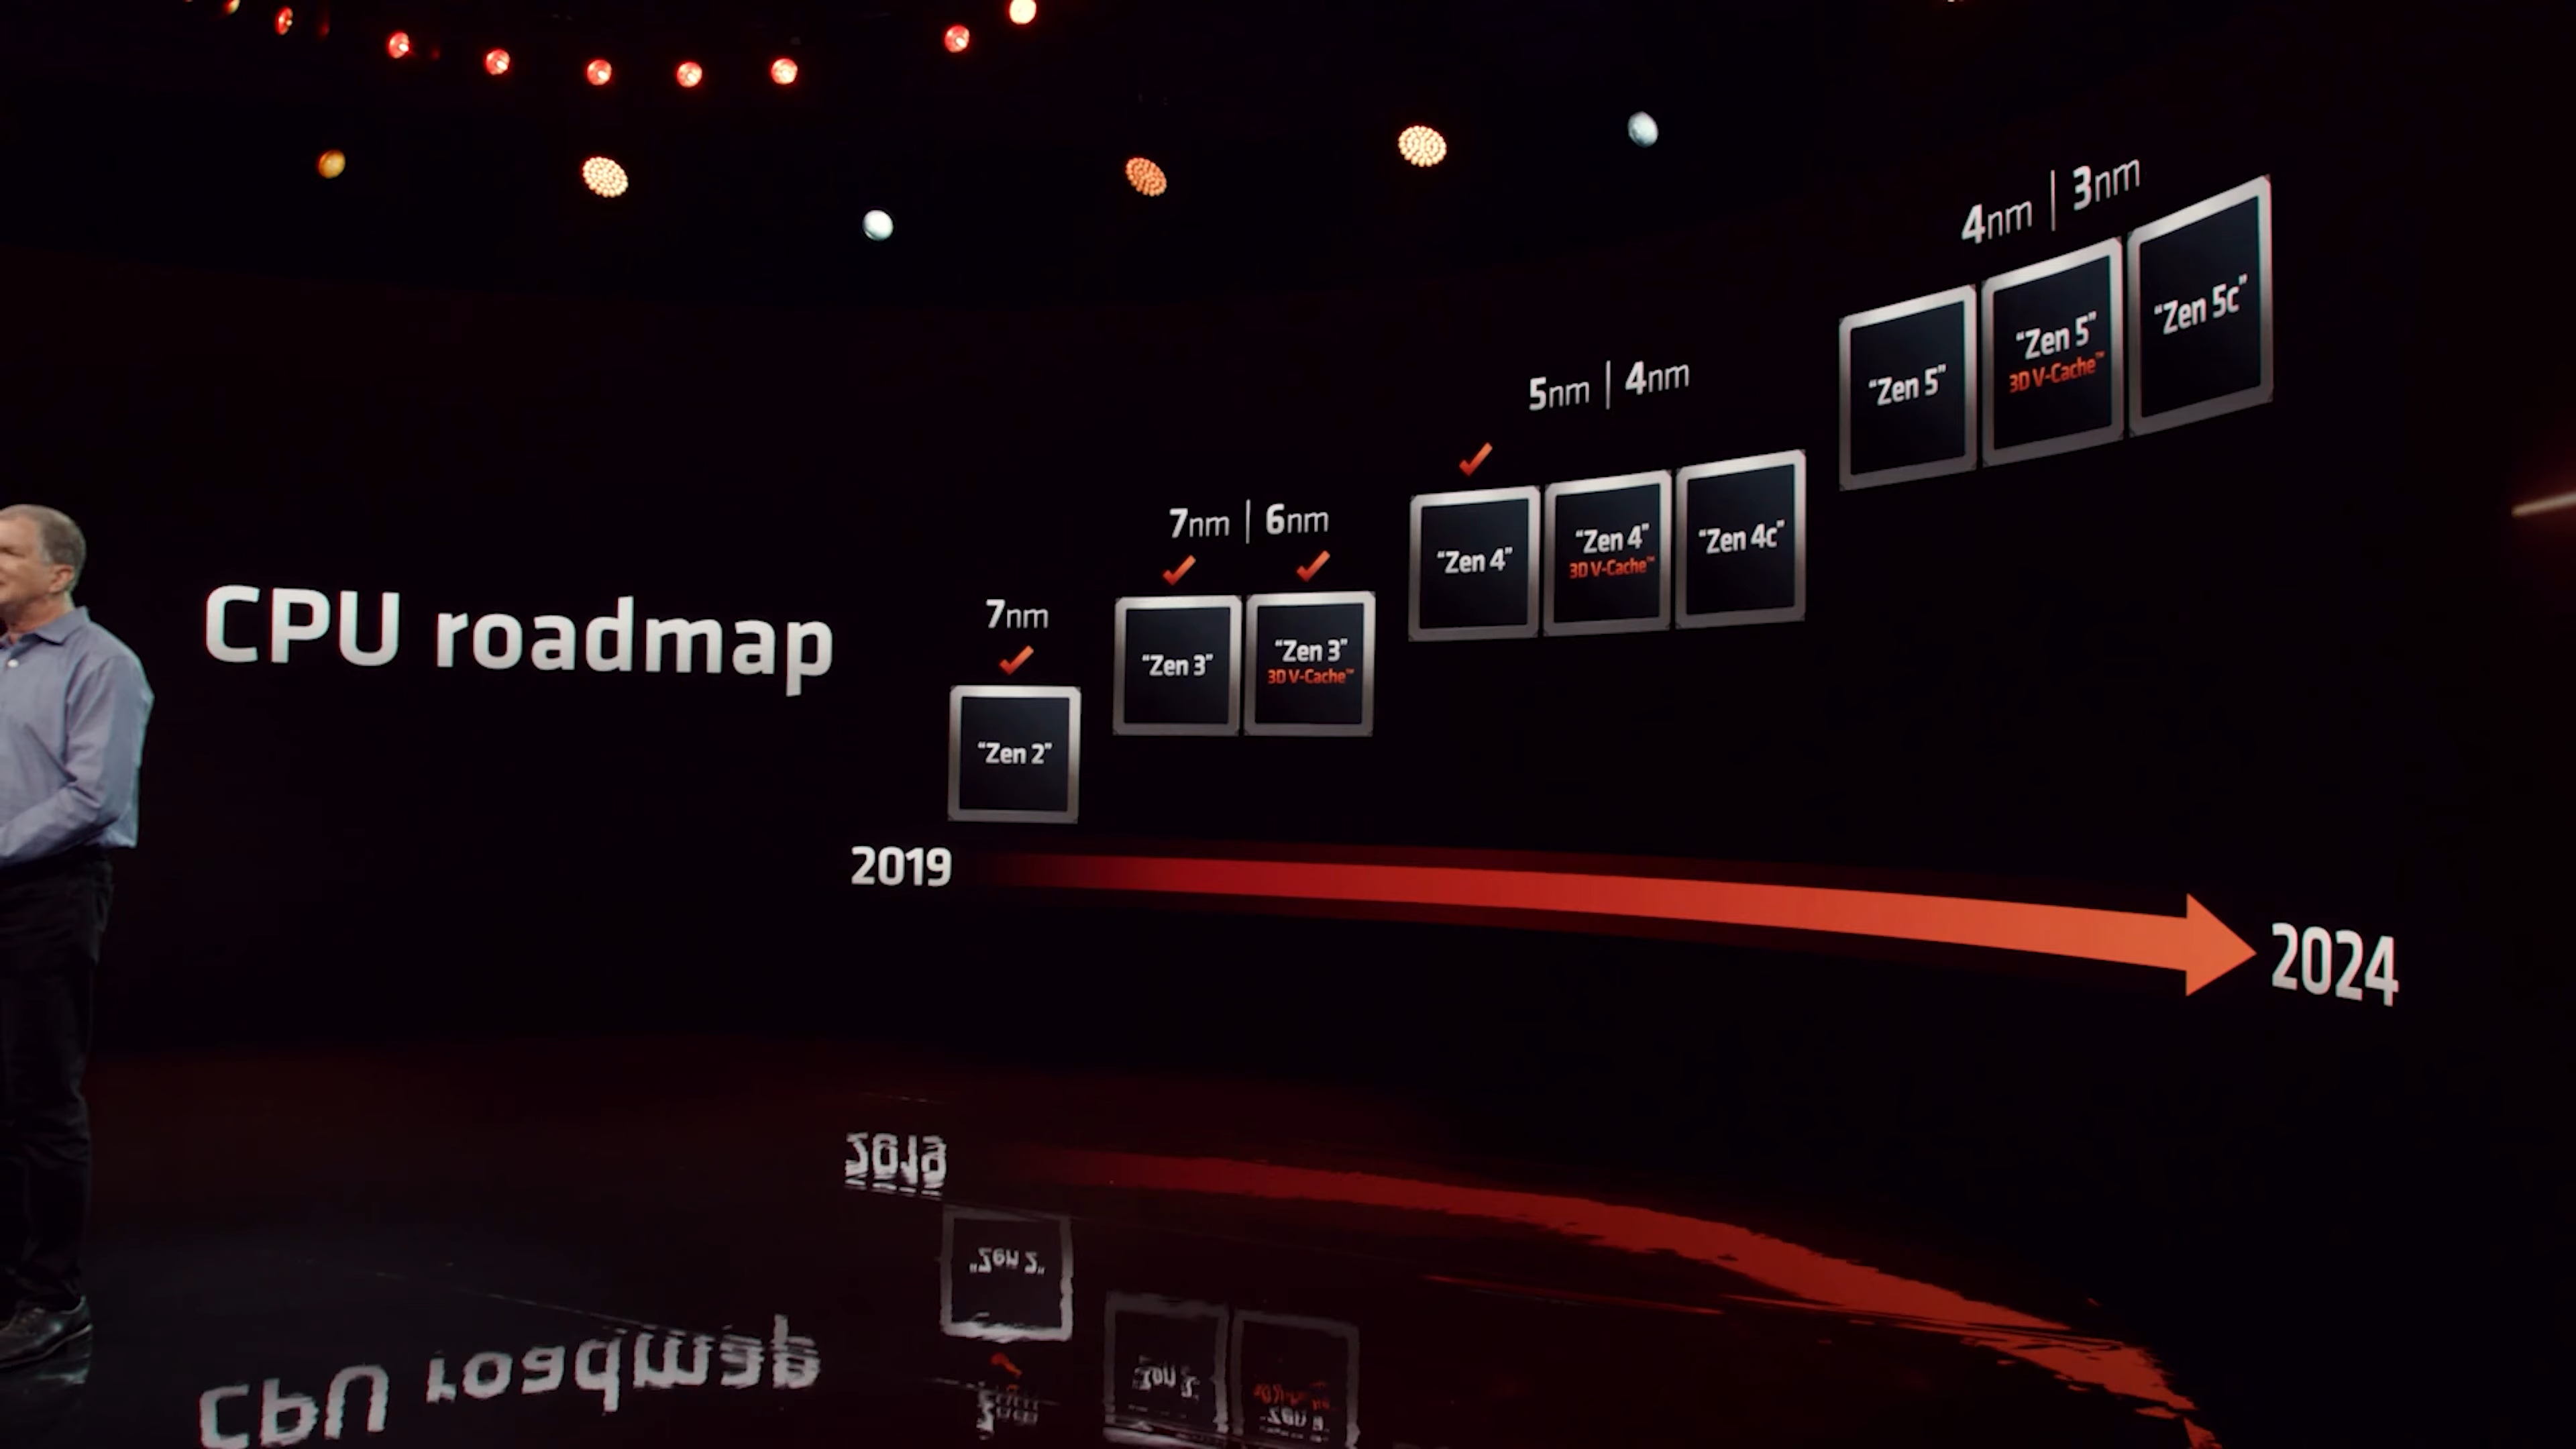 4nm | 3nm
"Zen 5"
"Zen 5"
3D V-Cache™
"Zen 5c"
5nm | 4nm
"Zen 4"
"Zen 4"
3D V-Cache™
"Zen 4c"
7nm | 6nm
"Zen 3"
"Zen 3"
3D V-Cache™
7nm
"Zen 2"
CPU roadmap
2019
2024